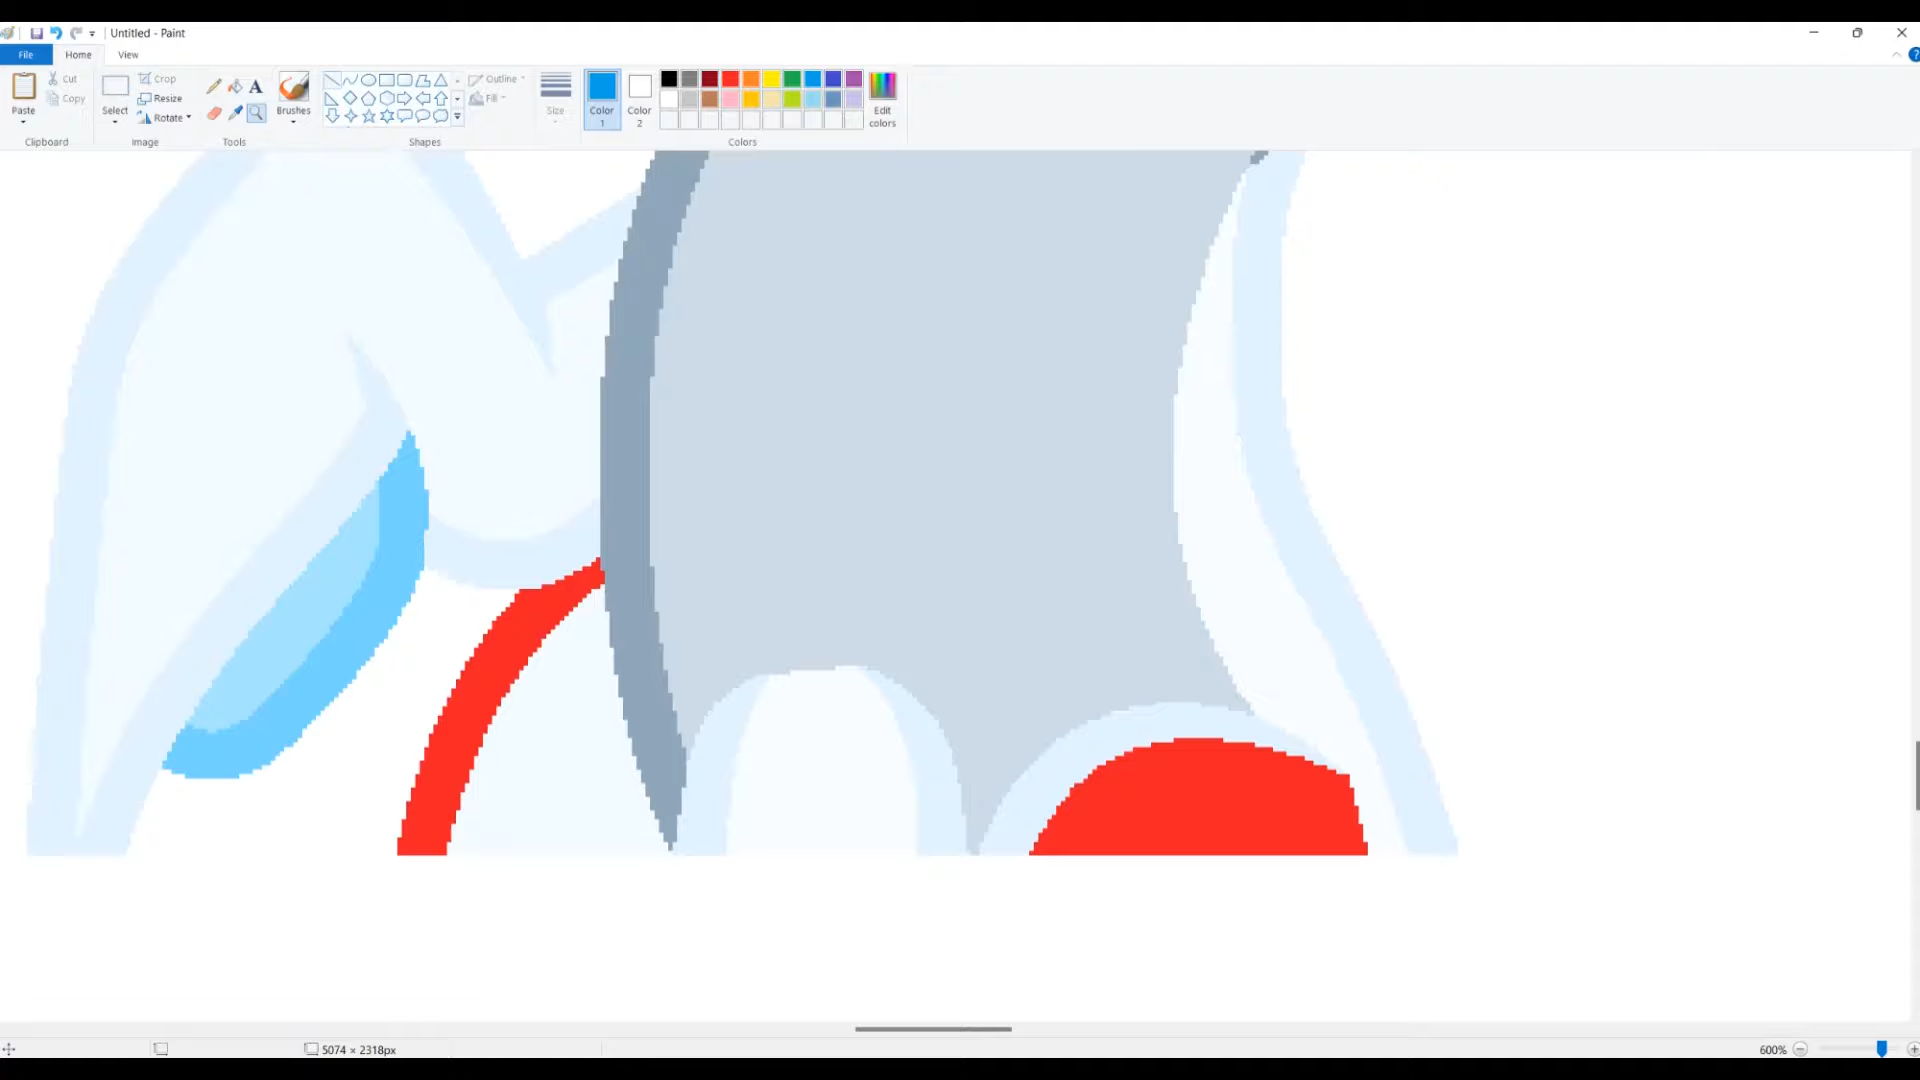 Untitled - Paint
File Home View
Paste
Cut
Copy
Clipboard
Select
Crop
Resize
Rotate
Image
A
Tools
Brushes
Outline
Fill
Shapes
Size
Color 1
Color 2
Edit colors
Colors
5074 × 2318px
600%